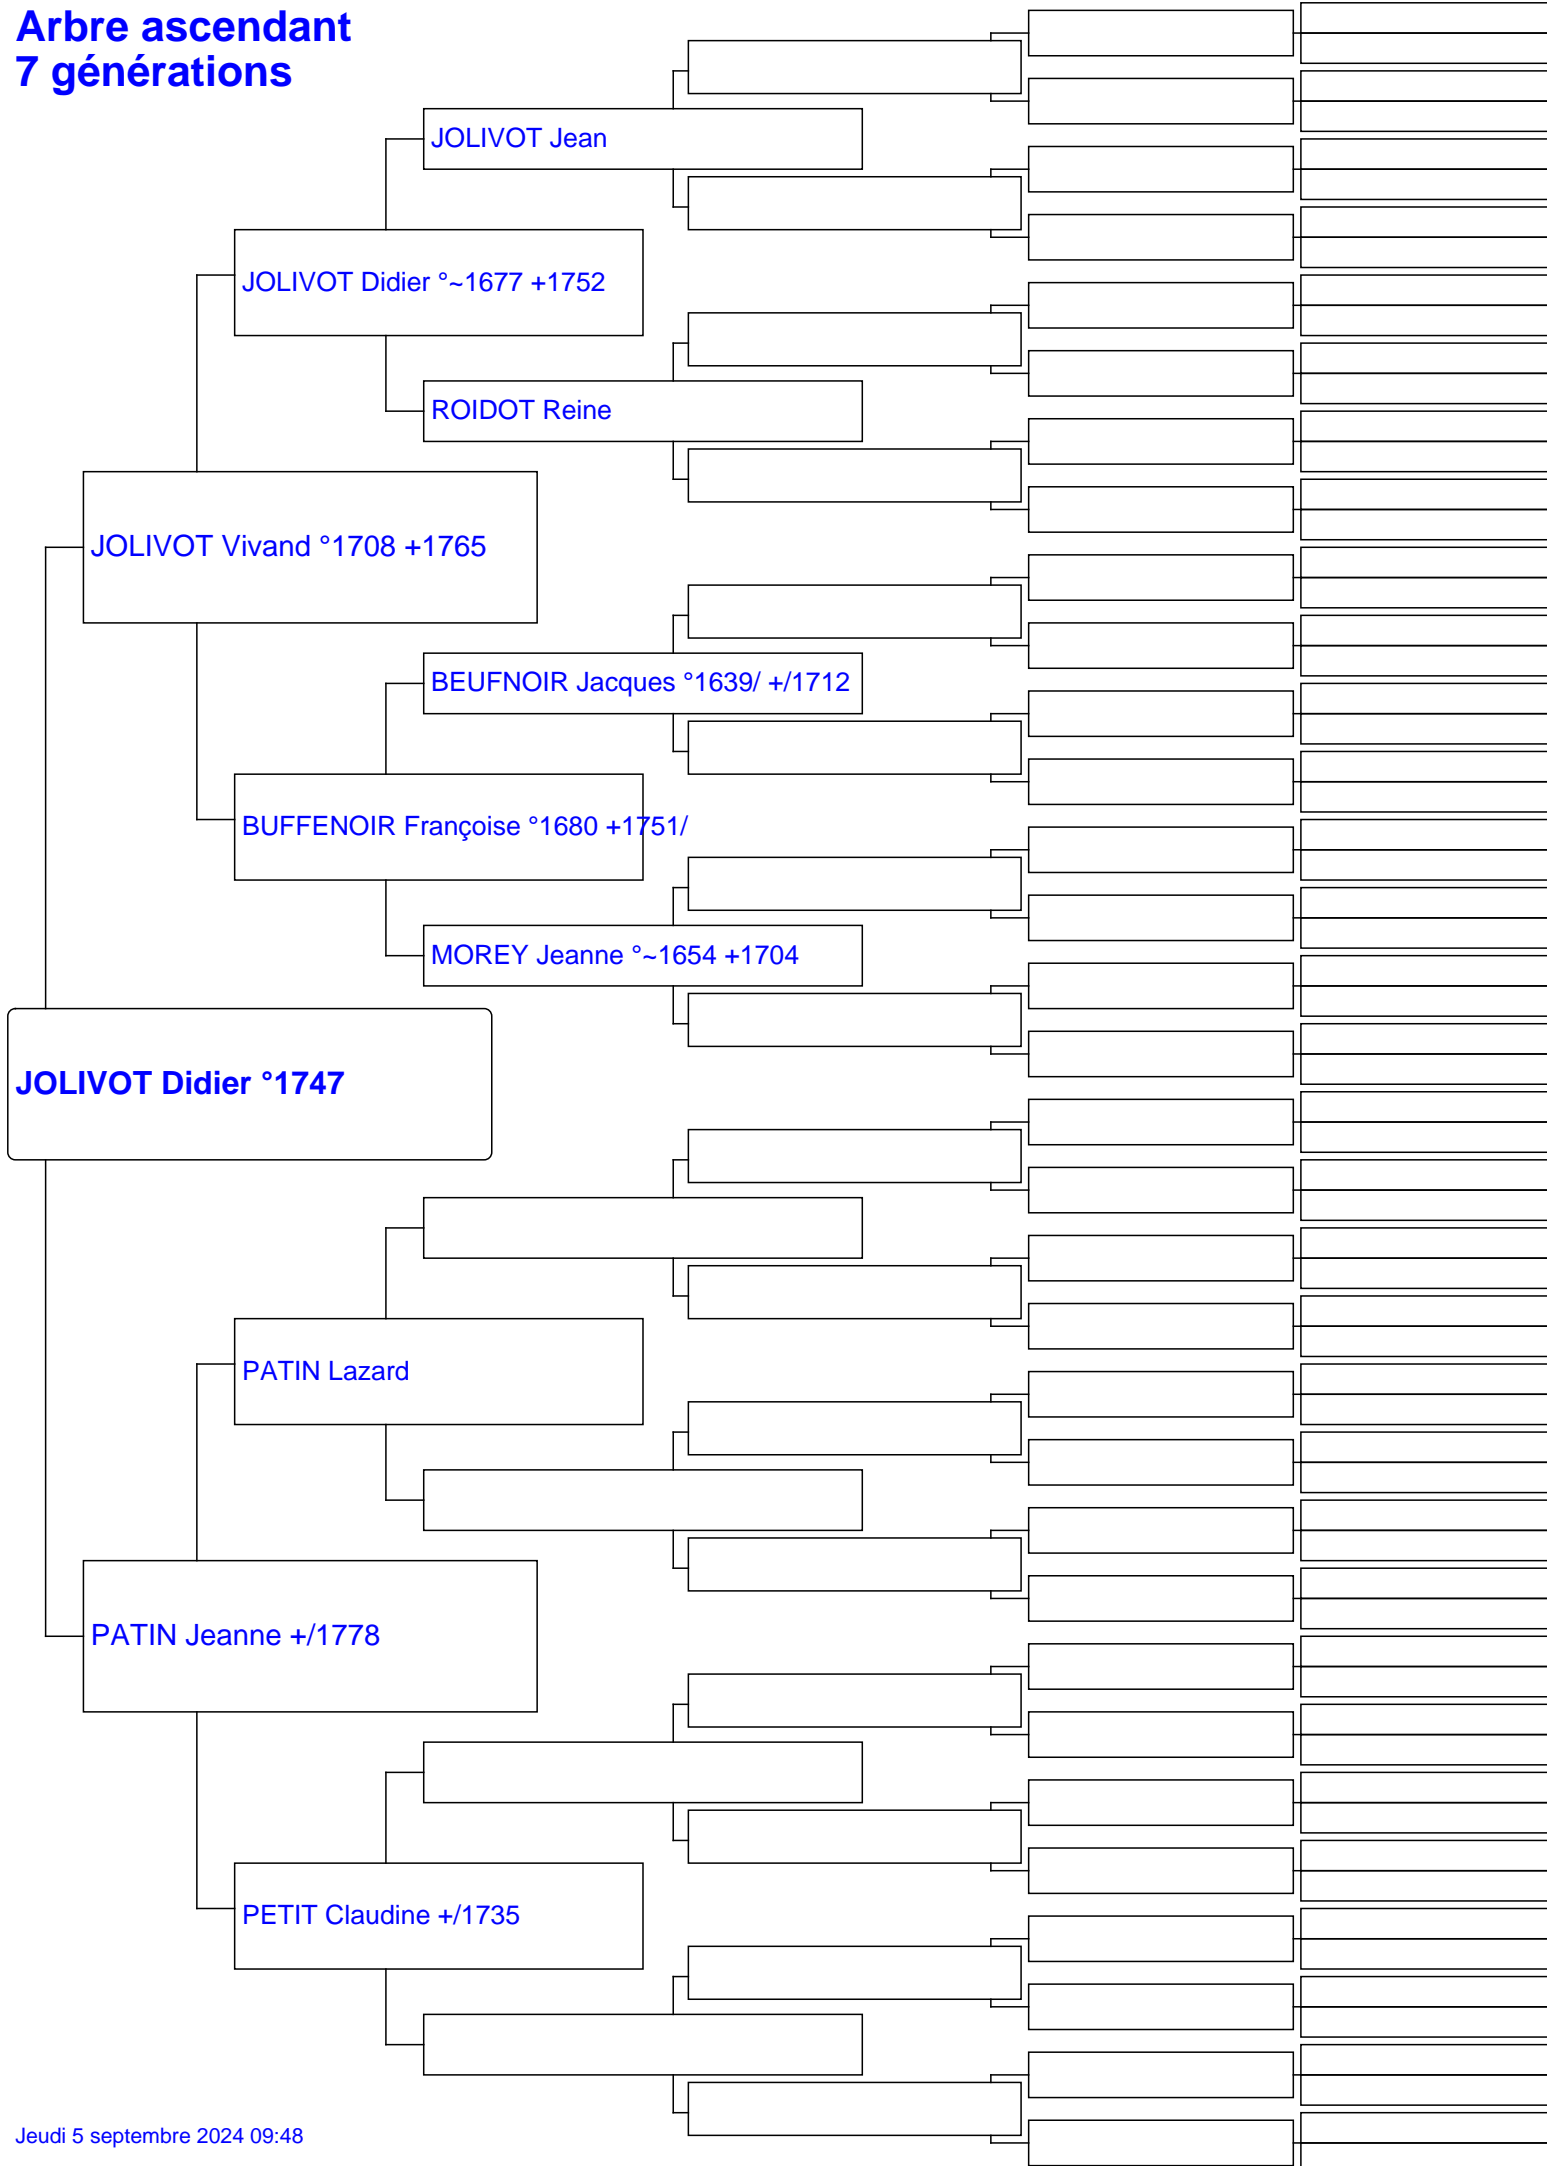 Arbre ascendant
7 générations
JOLIVOT Jean
JOLIVOT Didier °~1677 +1752
ROIDOT Reine
JOLIVOT Vivand °1708 +1765
BEUFNOIR Jacques °1639/ +/1712
BUFFENOIR Françoise °1680 +1751/
MOREY Jeanne °~1654 +1704
JOLIVOT Didier °1747
PATIN Lazard
PATIN Jeanne +/1778
PETIT Claudine +/1735
Jeudi 5 septembre 2024 09:48